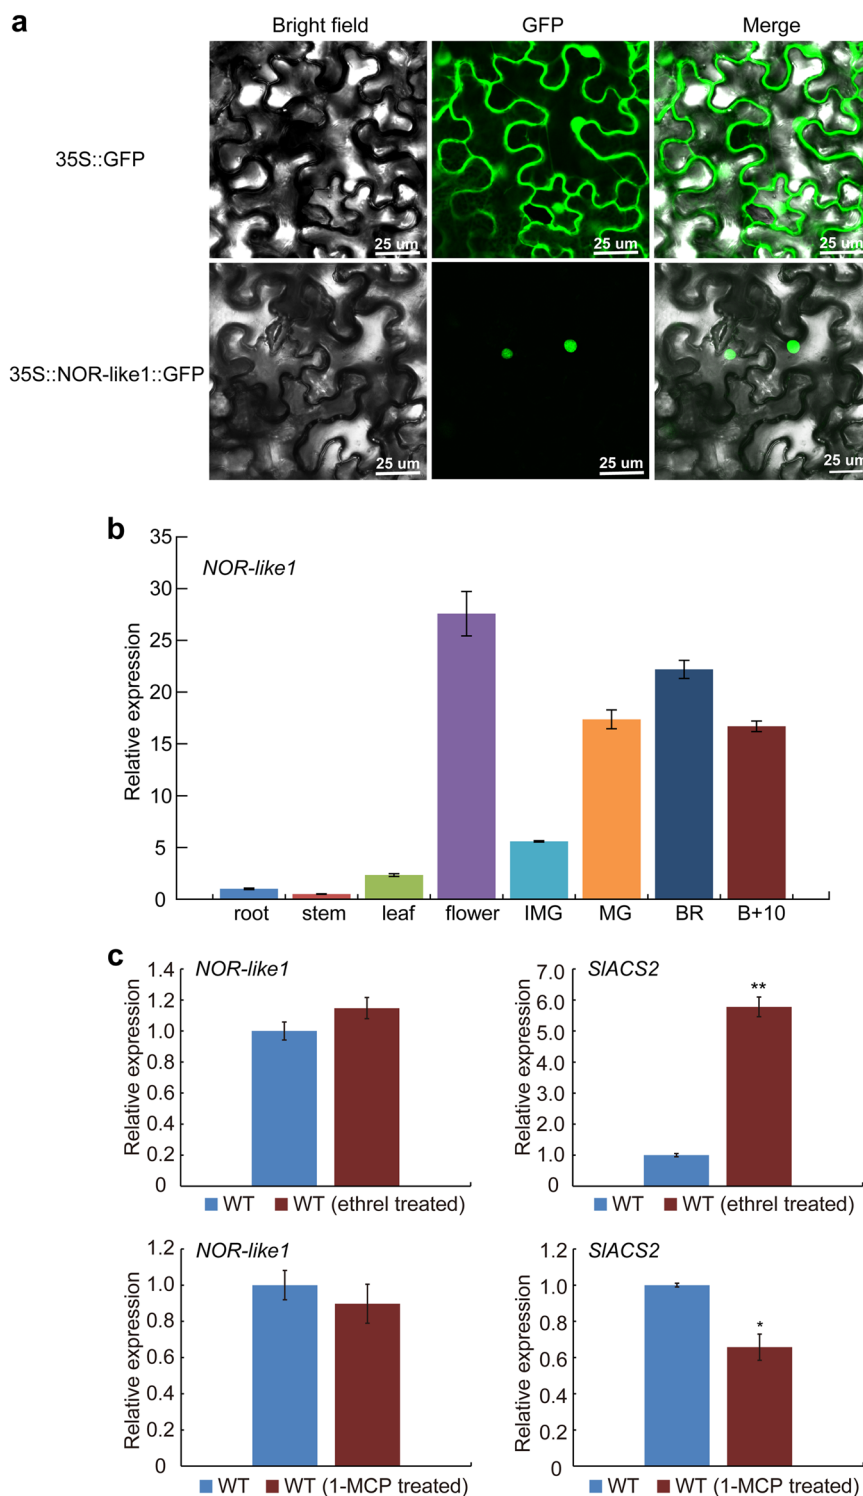 a
Bright field GFP Merge
35S::GFP
25 um 25 um 25 um
35S::NOR-like1::GFP
25 um 25 um 25 um
b
NOR-like1
Relative expression
35
30
25
20
15
10
5
0
root stem leaf flower IMG MG BR B+10
c
NOR-like1
Relative expression
1.4
1.2
1.0
0.8
0.6
0.4
0.2
0
WT WT (ethrel treated)
SlACS2
Relative expression
7.0
6.0
5.0
4.0
3.0
2.0
1.0
0
**
WT WT (ethrel treated)
NOR-like1
Relative expression
1.2
1.0
0.8
0.6
0.4
0.2
0
WT WT (1-MCP treated)
SlACS2
Relative expression
1.2
1.0
0.8
0.6
0.4
0.2
0
*
WT WT (1-MCP treated)